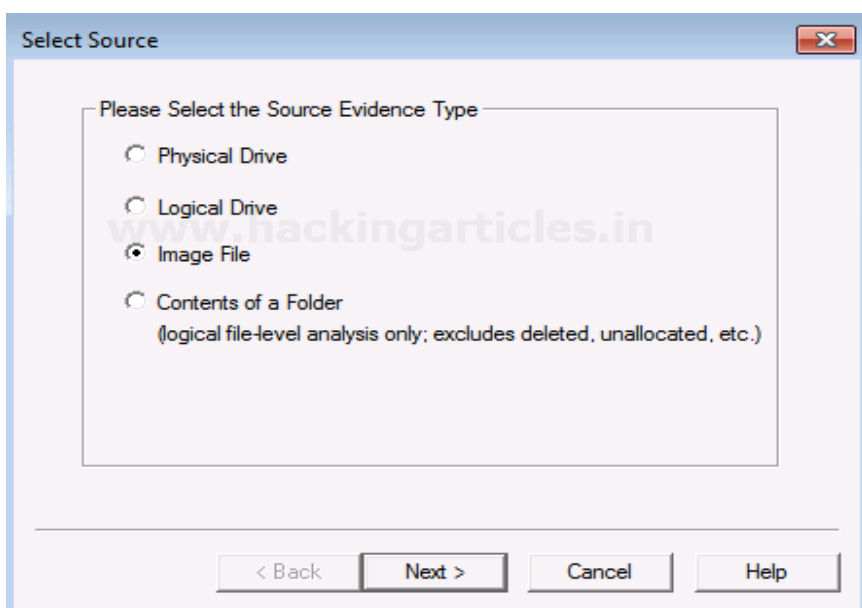 Select Source
Please Select the Source Evidence Type
Physical Drive
Logical Drive
www.hackingarticles.in
Image File
Contents of a Folder
(logical file-level analysis only; excludes deleted, unallocated, etc.)
< Back
Next >
Cancel
Help